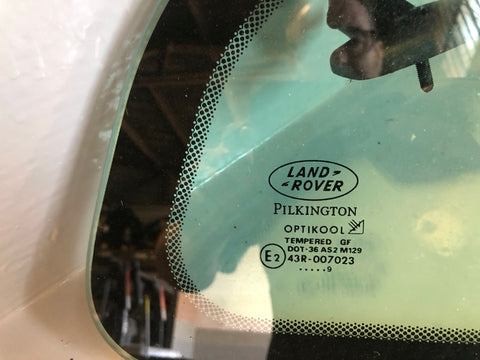 LAND-
-ROVER
PILKINGTON
OPTIKOOL
TEMPERED GF
DOT-36 AS2 M129
E2 43R-007023
.....9